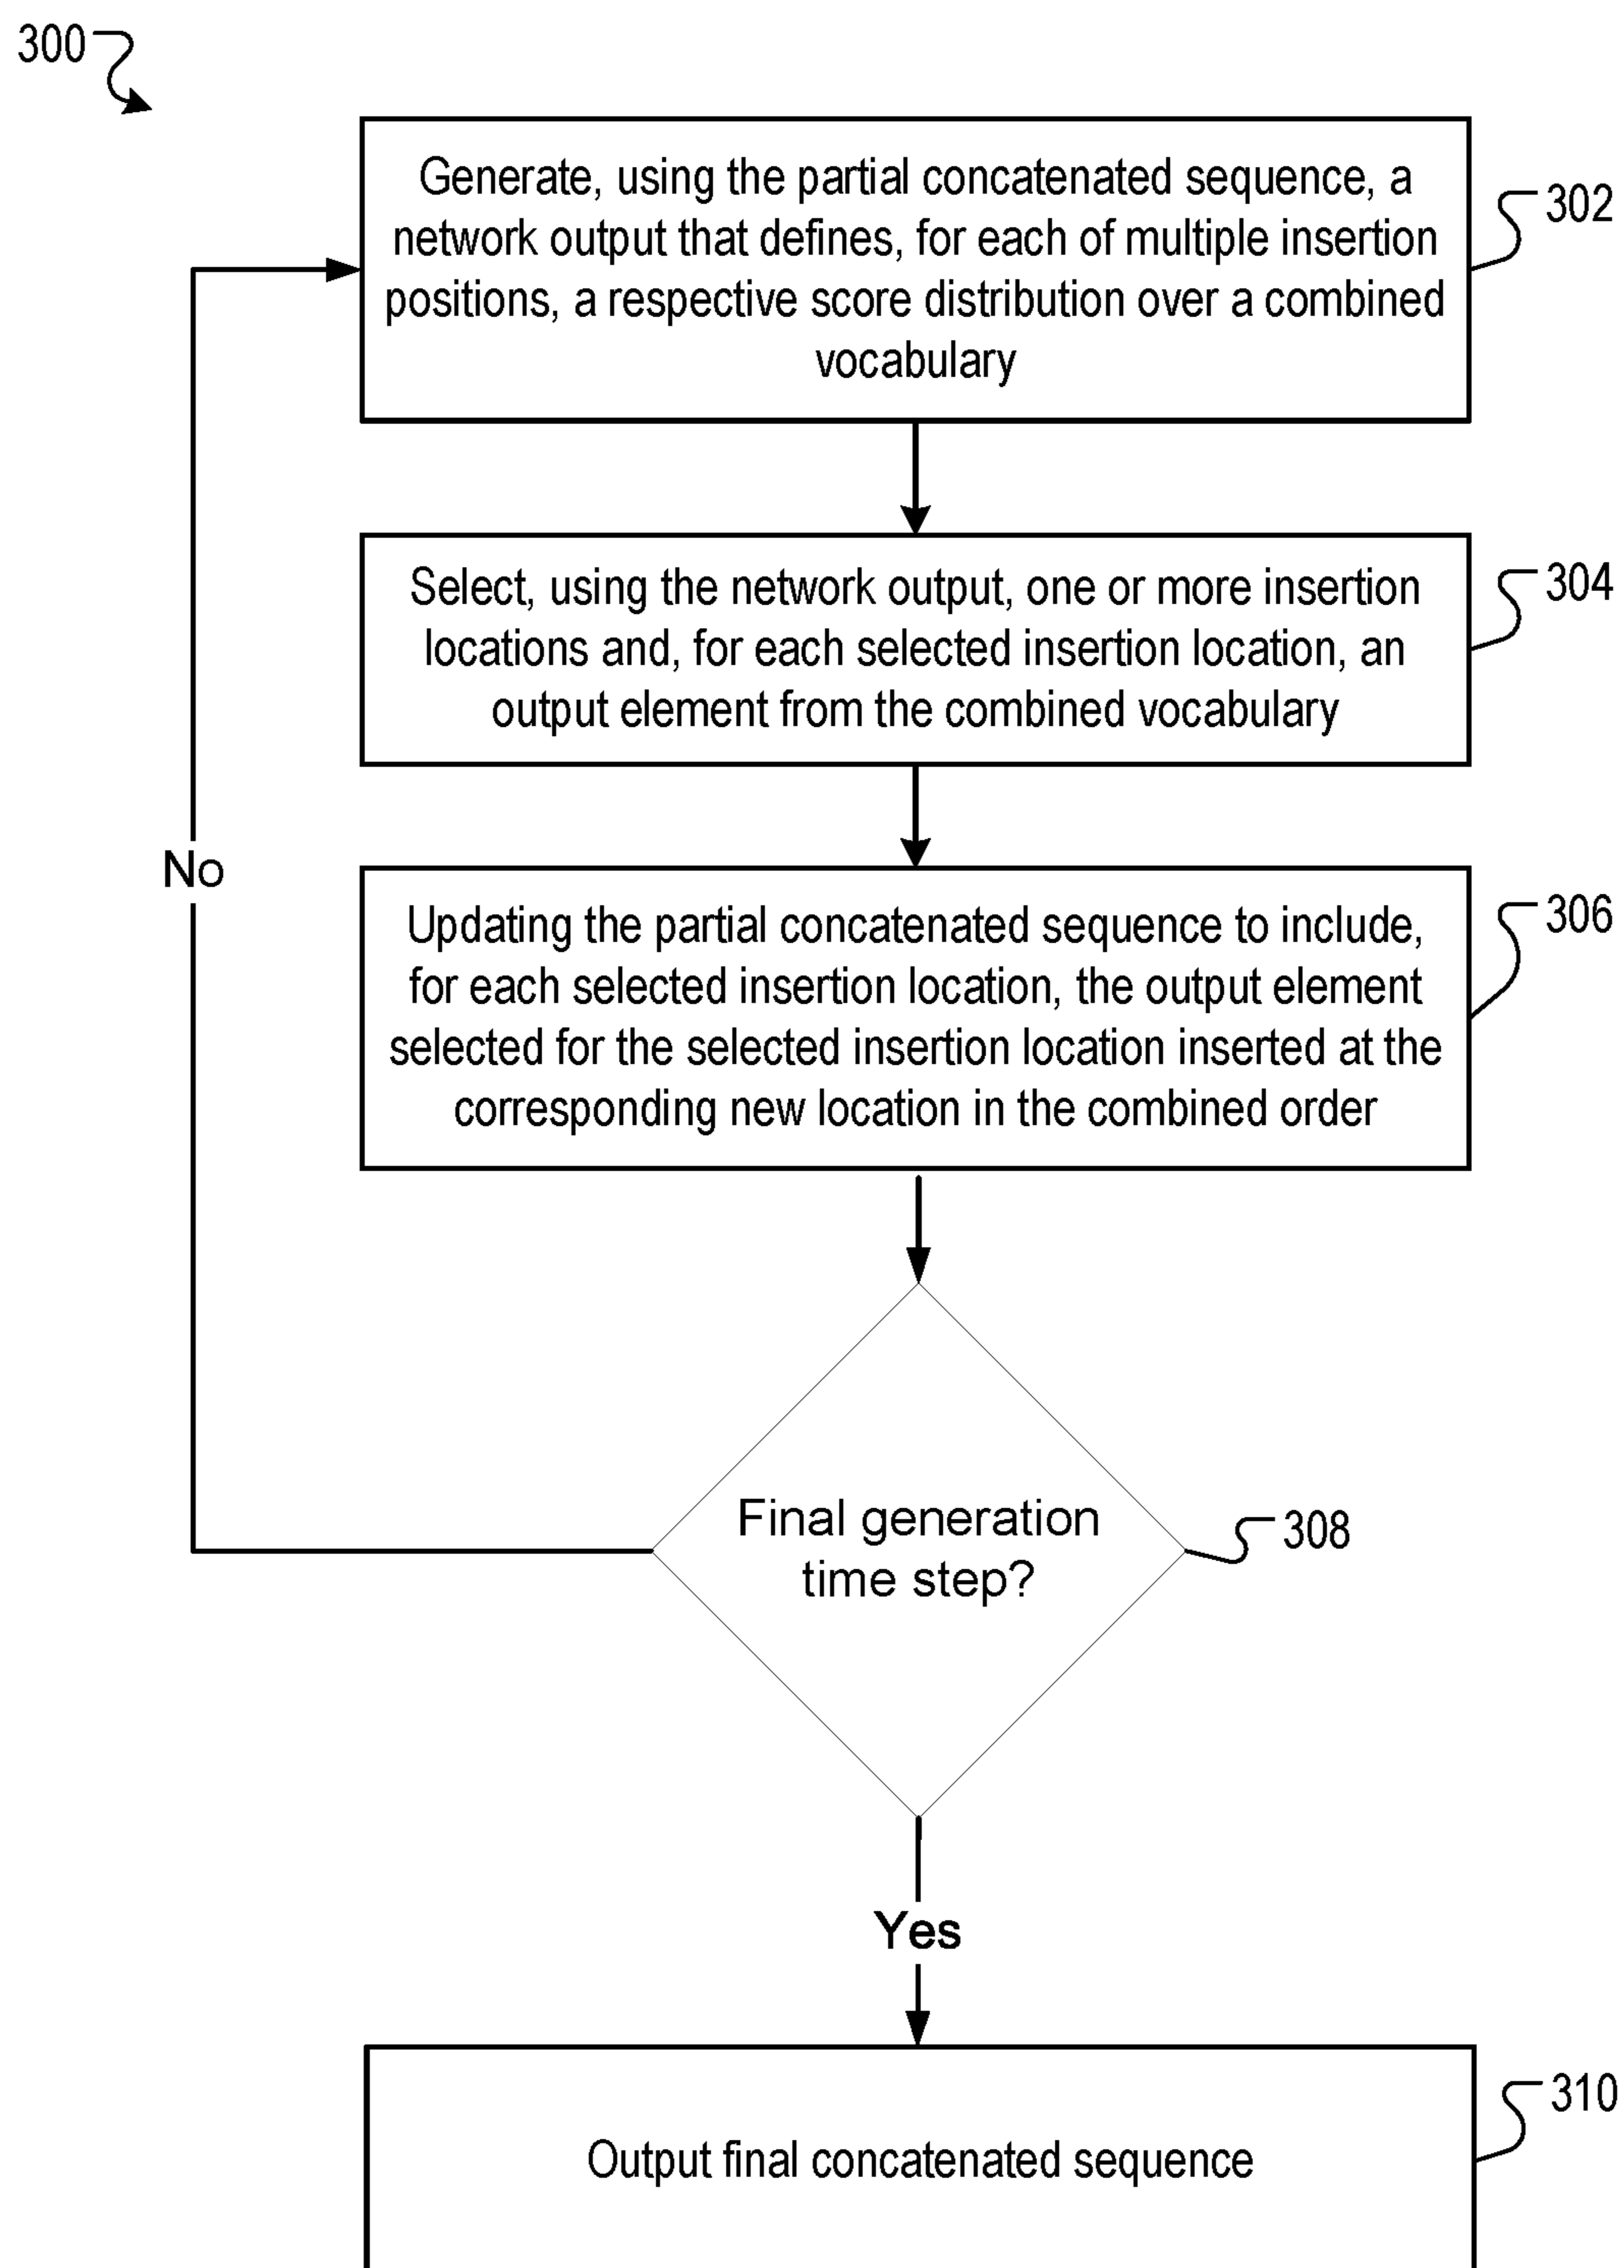 300
Generate, using the partial concatenated sequence, a
network output that defines, for each of multiple insertion
positions, a respective score distribution over a combined
vocabulary
302
Select, using the network output, one or more insertion
locations and, for each selected insertion location, an
output element from the combined vocabulary
304
No
Updating the partial concatenated sequence to include,
for each selected insertion location, the output element
selected for the selected insertion location inserted at the
corresponding new location in the combined order
306
Final generation
time step?
308
Yes
Output final concatenated sequence
310